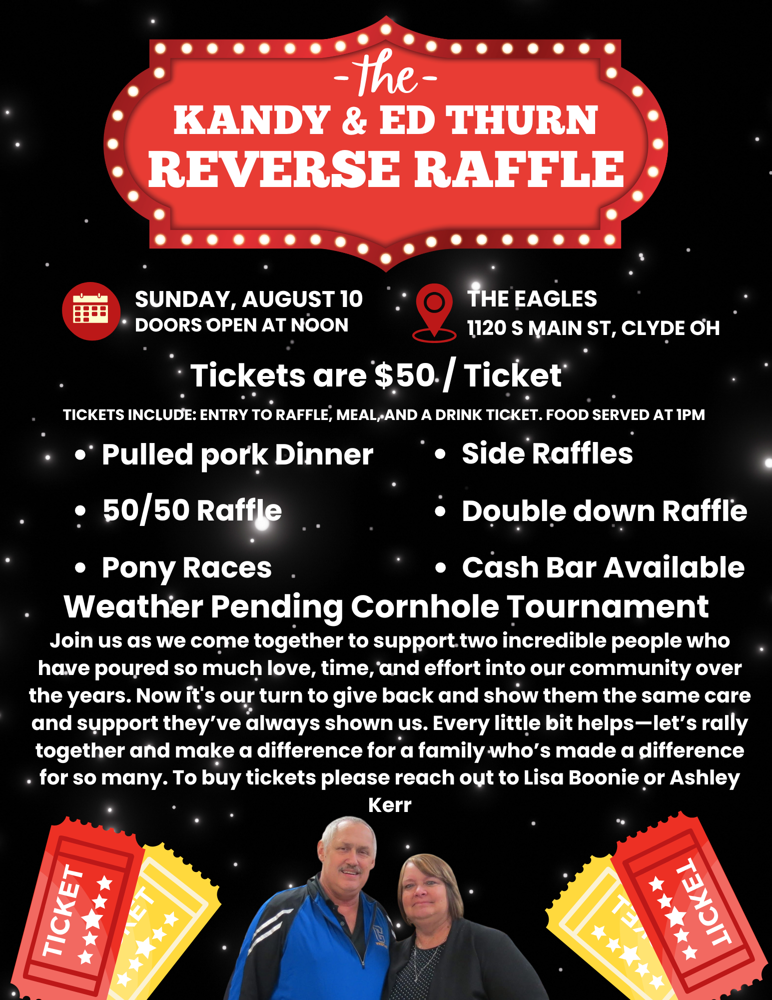 -the-
KANDY & ED THURN
REVERSE RAFFLE
SUNDAY, AUGUST 10
DOORS OPEN AT NOON
THE EAGLES
1120 S MAIN ST, CLYDE OH
Tickets are $50 / Ticket
TICKETS INCLUDE: ENTRY TO RAFFLE, MEAL, AND A DRINK TICKET. FOOD SERVED AT 1PM
• Pulled pork Dinner
• 50/50 Raffle
• Pony Races
• Side Raffles
• Double down Raffle
• Cash Bar Available
Weather Pending Cornhole Tournament
Join us as we come together to support two incredible people who
have poured so much love, time, and effort into our community over
the years. Now it's our turn to give back and show them the same care
and support they’ve always shown us. Every little bit helps—let’s rally
together and make a difference for a family who’s made a difference
for so many. To buy tickets please reach out to Lisa Boonie or Ashley
Kerr
TICKET
KET
TICKET
C